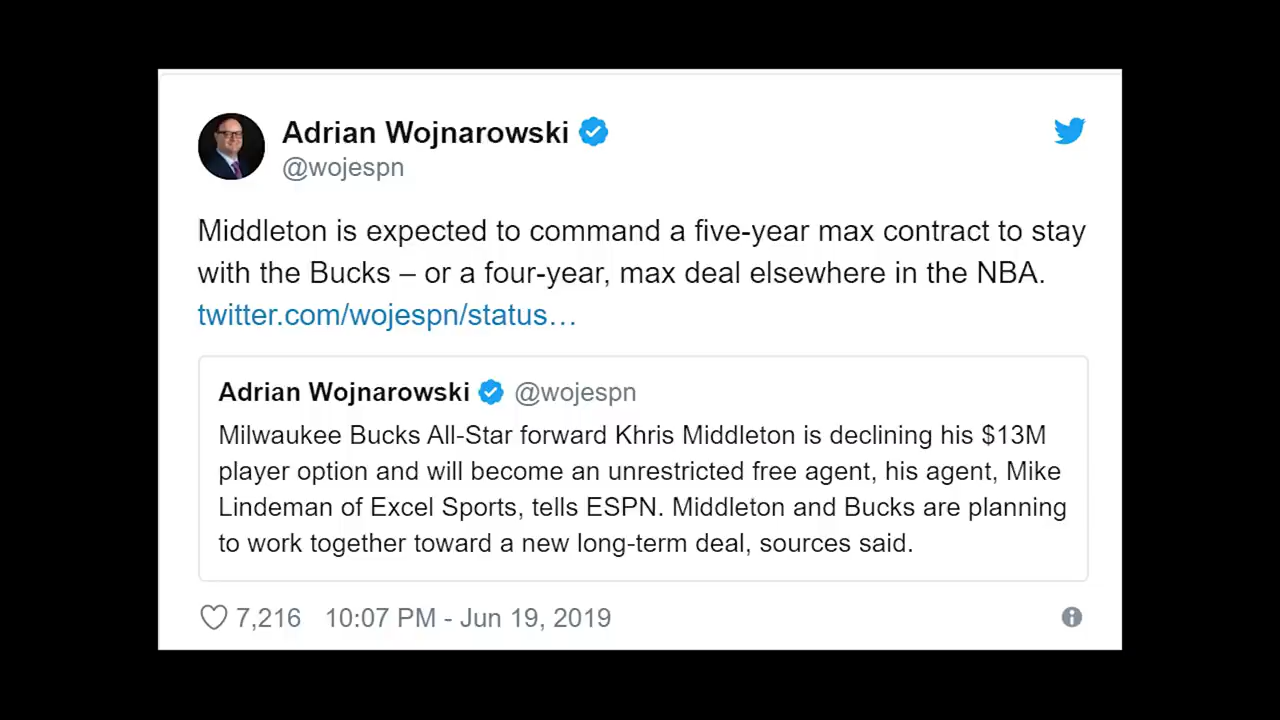 Adrian Wojnarowski
@wojespn
Middleton is expected to command a five-year max contract to stay
with the Bucks – or a four-year, max deal elsewhere in the NBA.
twitter.com/wojespn/status…
Adrian Wojnarowski @wojespn
Milwaukee Bucks All-Star forward Khris Middleton is declining his $13M
player option and will become an unrestricted free agent, his agent, Mike
Lindeman of Excel Sports, tells ESPN. Middleton and Bucks are planning
to work together toward a new long-term deal, sources said.
7,216 10:07 PM - Jun 19, 2019